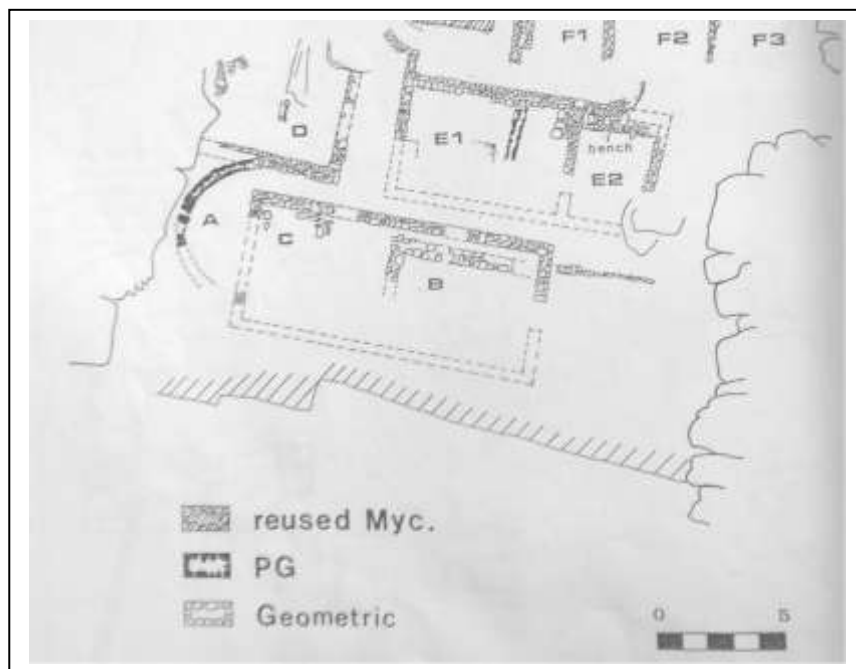 F1 F2 F3
D
E1
bench
E2
A
C
B
reused Myc.
PG
Geometric
0 5